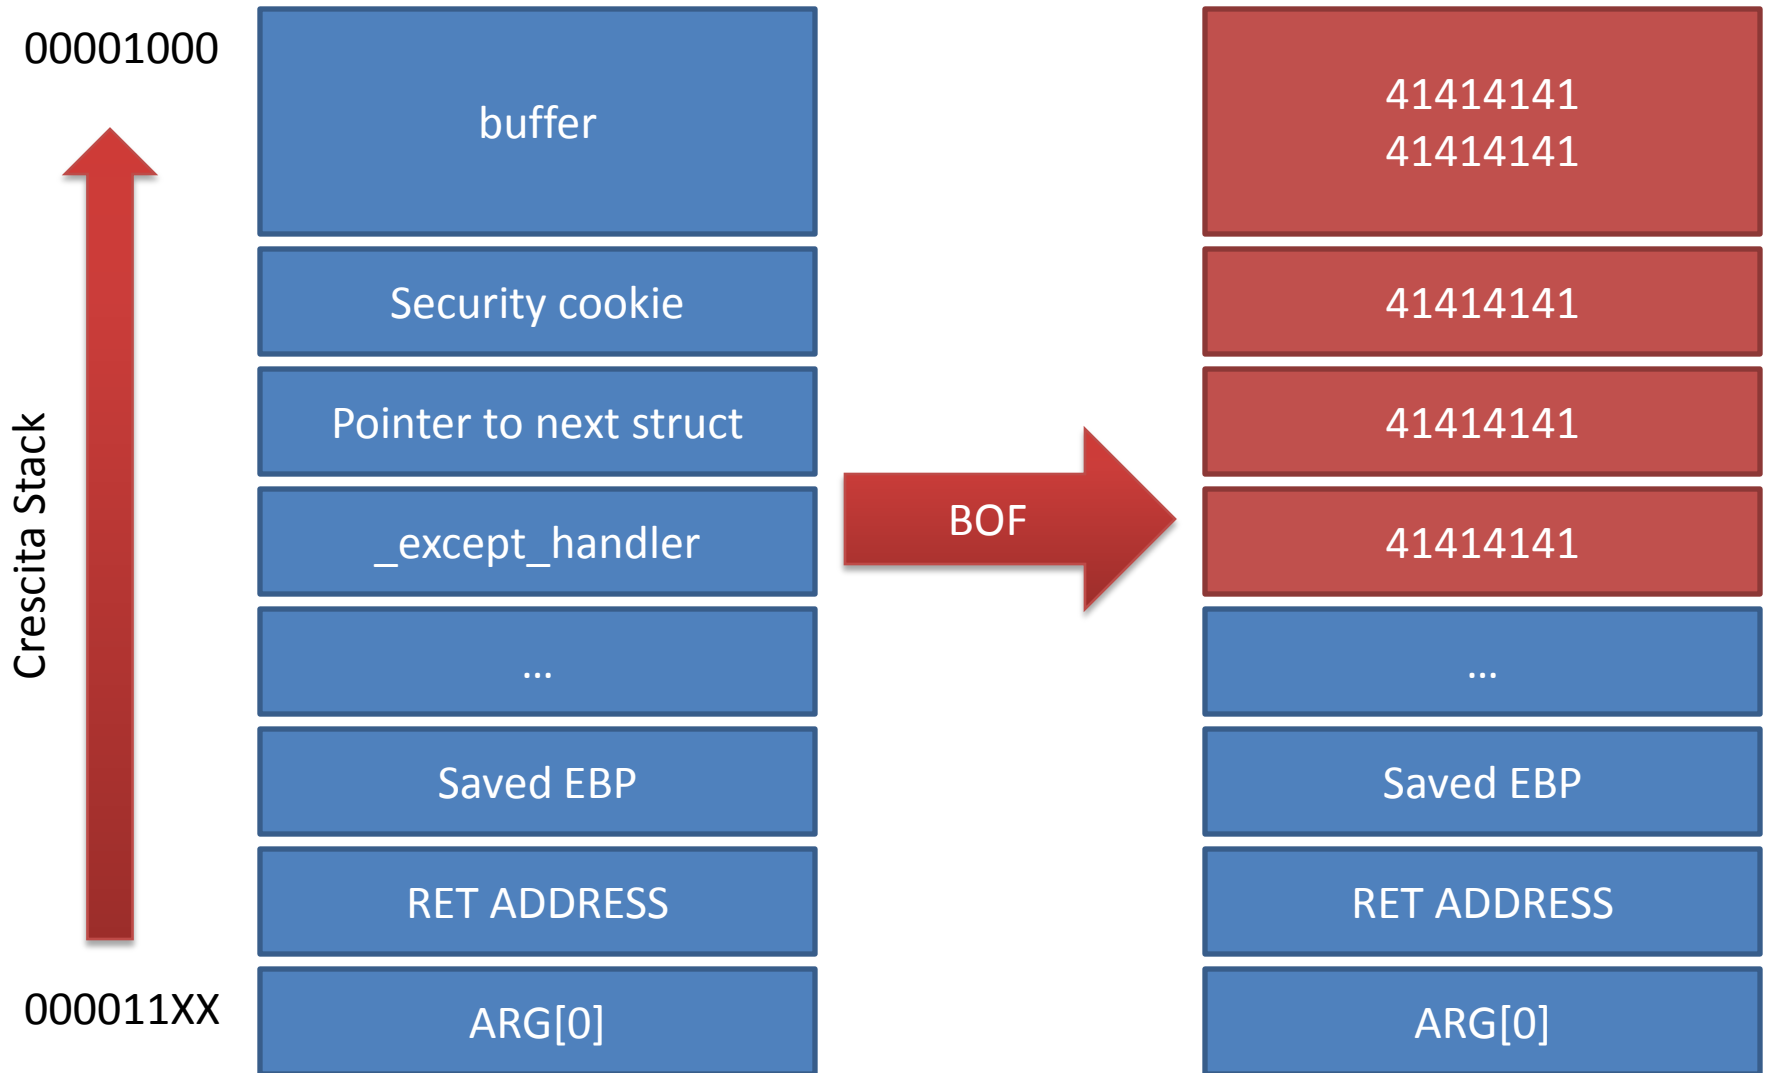 00001000
Crescita Stack
000011XX
buffer
Security cookie
Pointer to next struct
_except_handler
...
Saved EBP
RET ADDRESS
ARG[0]
BOF
41414141
41414141
41414141
41414141
41414141
...
Saved EBP
RET ADDRESS
ARG[0]